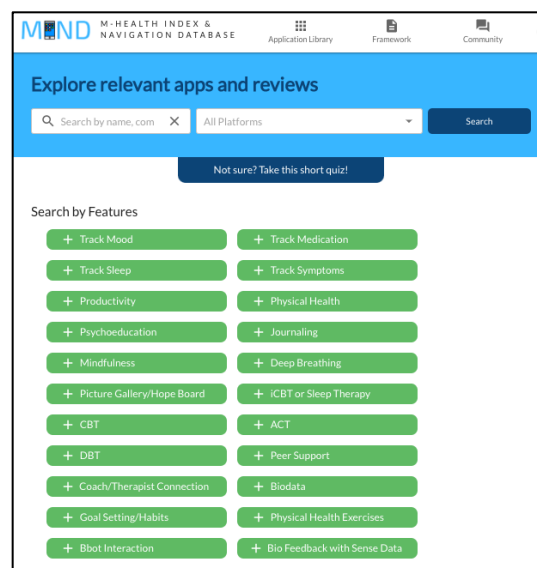 MIND M-HEALTH INDEX &
NAVIGATION DATABASE
Application Library
Framework
Community
Explore relevant apps and reviews
Search by name, com
All Platforms
Search
Not sure? Take this short quiz!
Search by Features
+ Track Mood
+ Track Medication
+ Track Sleep
+ Track Symptoms
+ Productivity
+ Physical Health
+ Psychoeducation
+ Journaling
+ Mindfulness
+ Deep Breathing
+ Picture Gallery/Hope Board
+ iCBT or Sleep Therapy
+ CBT
+ ACT
+ DBT
+ Peer Support
+ Coach/Therapist Connection
+ Biodata
+ Goal Setting/Habits
+ Physical Health Exercises
+ Bbot Interaction
+ Bio Feedback with Sense Data